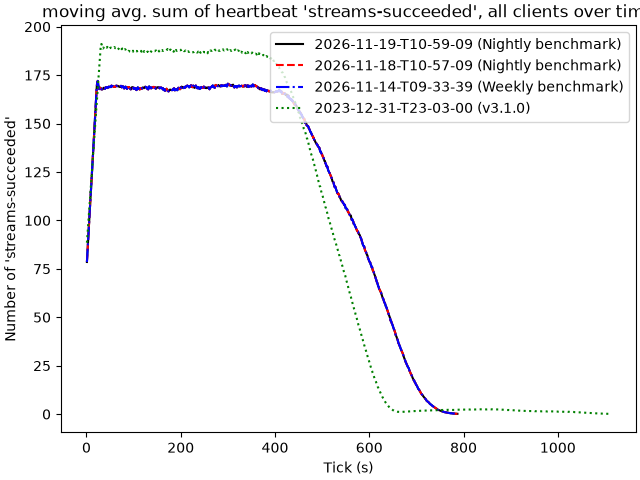 moving avg. sum of heartbeat 'streams-succeeded', all clients over
2026-11-19-T10-59-09 (Nightly benchmark)
2026-11-18-T10-57-09 (Nightly benchmark)
2026-11-14-T09-33-39 (Weekly benchmark)
2023-12-31-T23-03-00 (v3.1.0)
Number of 'streams-succeeded'
200
175
150
125
100
75
50
25
0
0 200 400 600 800 1000
Tick (s)